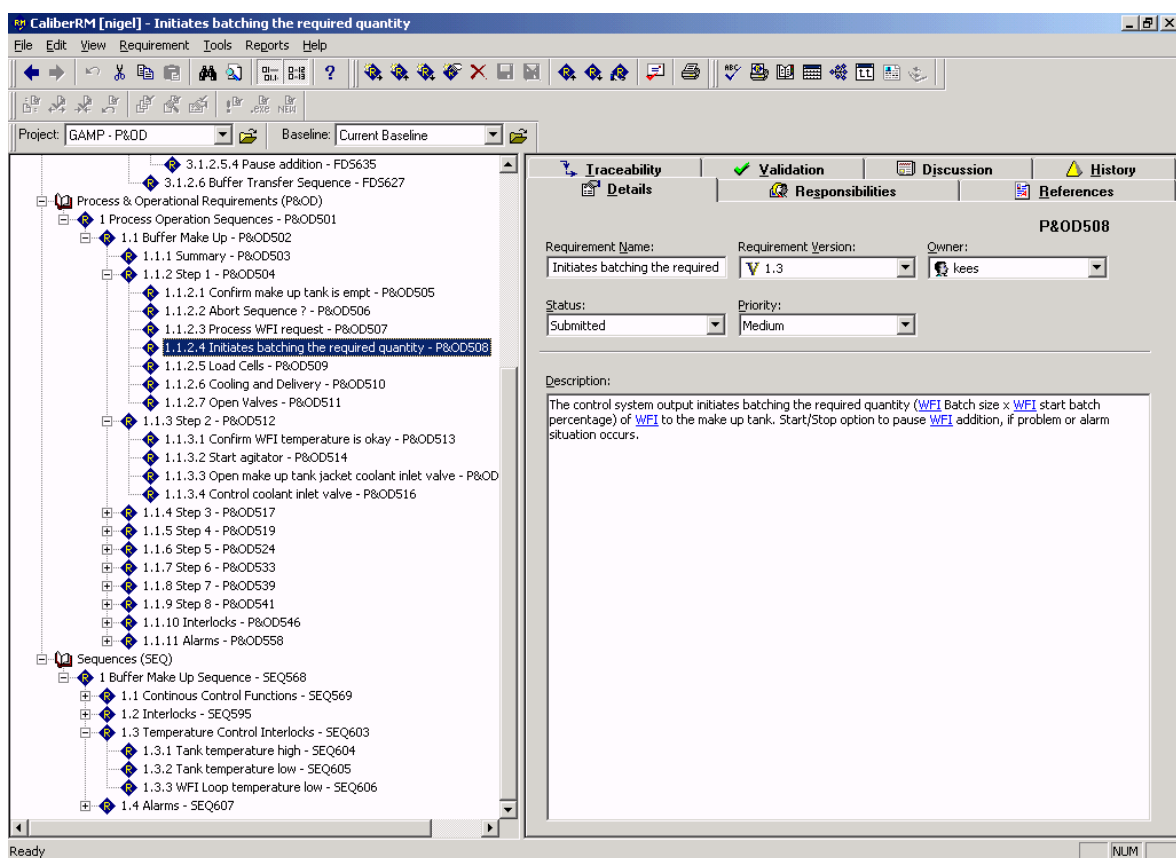 CaliberRM [nigel] - Initiates batching the required quantity
File Edit View Requirement Tools Reports Help
Project: GAMP - P&OD Baseline: Current Baseline
3.1.2.5.4 Pause addition - FDS635
3.1.2.6 Buffer Transfer Sequence - FDS627
Process & Operational Requirements (P&OD)
1 Process Operation Sequences - P&OD501
1.1 Buffer Make Up - P&OD502
1.1.1 Summary - P&OD503
1.1.2 Step 1 - P&OD504
1.1.2.1 Confirm make up tank is empt - P&OD505
1.1.2.2 Abort Sequence ? - P&OD506
1.1.2.3 Process WFI request - P&OD507
1.1.2.4 Initiates batching the required quantity - P&OD508
1.1.2.5 Load Cells - P&OD509
1.1.2.6 Cooling and Delivery - P&OD510
1.1.2.7 Open Valves - P&OD511
1.1.3 Step 2 - P&OD512
1.1.3.1 Confirm WFI temperature is okay - P&OD513
1.1.3.2 Start agitator - P&OD514
1.1.3.3 Open make up tank jacket coolant inlet valve - P&OD
1.1.3.4 Control coolant inlet valve - P&OD516
1.1.4 Step 3 - P&OD517
1.1.5 Step 4 - P&OD519
1.1.6 Step 5 - P&OD524
1.1.7 Step 6 - P&OD533
1.1.8 Step 7 - P&OD539
1.1.9 Step 8 - P&OD541
1.1.10 Interlocks - P&OD546
1.1.11 Alarms - P&OD558
Sequences (SEQ)
1 Buffer Make Up Sequence - SEQ568
1.1 Continous Control Functions - SEQ569
1.2 Interlocks - SEQ595
1.3 Temperature Control Interlocks - SEQ603
1.3.1 Tank temperature high - SEQ604
1.3.2 Tank temperature low - SEQ605
1.3.3 WFI Loop temperature low - SEQ606
1.4 Alarms - SEQ607
Traceability Validation Discussion History
Details Responsibilities References
P&OD508
Requirement Name: Requirement Version: Owner:
Initiates batching the required V 1.3 kees
Status: Priority:
Submitted Medium
Description:
The control system output initiates batching the required quantity (WFI Batch size x WFI start batch
percentage) of WFI to the make up tank. Start/Stop option to pause WFI addition, if problem or alarm
situation occurs.
Ready NUM